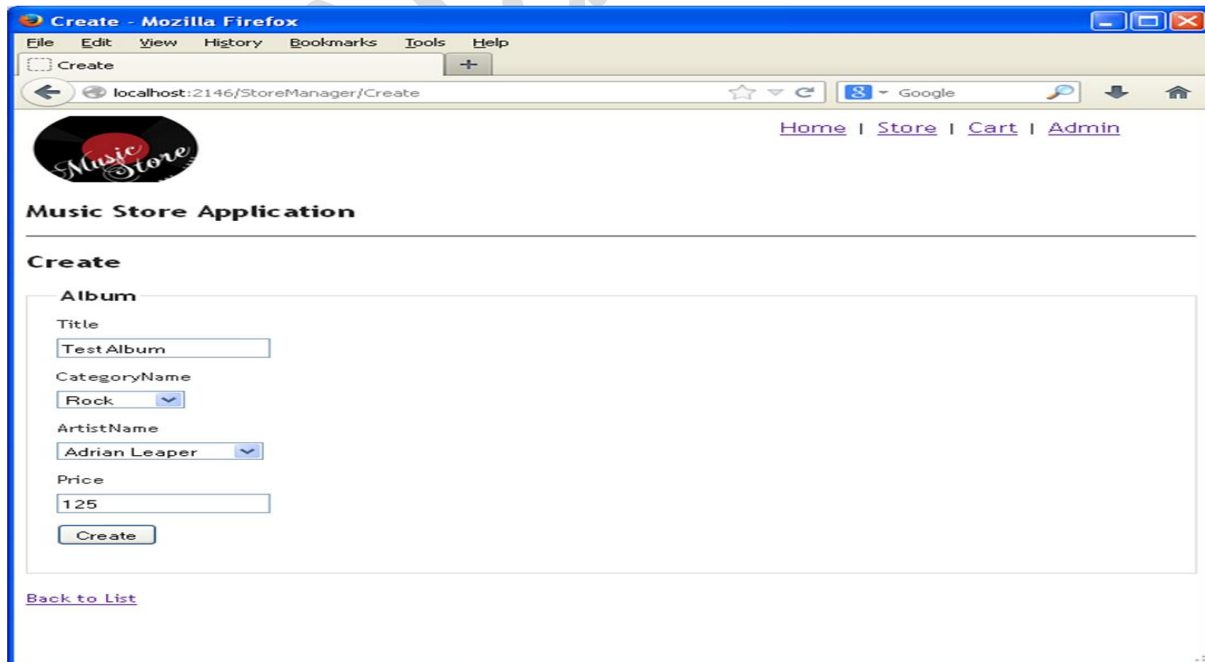 Create - Mozilla Firefox
File Edit View History Bookmarks Tools Help
Create +
localhost:2146/StoreManager/Create 8 Google
Music Store
Home | Store | Cart | Admin
Music Store Application
Create
Album
Title
Test Album
CategoryName
Rock
ArtistName
Adrian Leaper
Price
125
Create
Back to List